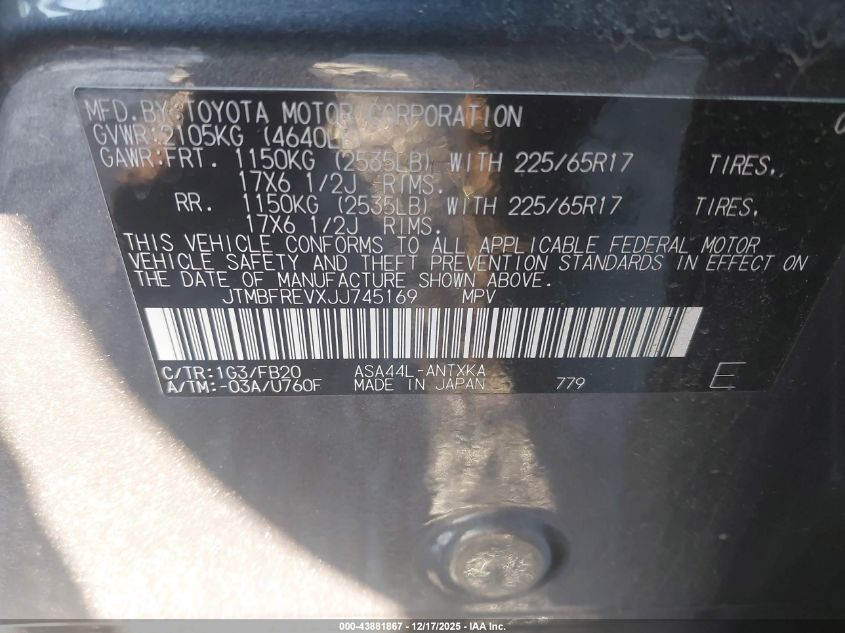 MFD.BY:TOYOTA MOTOR CORPORATION
GVWR:2105KG (4640L
GAWR:FRT. 1150KG (2535LB) WITH 225/65R17 TIRES,
17X6 1/2J RIMS.
RR. 1150KG (2535LB) WITH 225/65R17 TIRES,
17X6 1/2J RIMS.
THIS VEHICLE CONFORMS TO ALL APPLICABLE FEDERAL MOTOR
VEHICLE SAFETY AND THEFT PREVENTION STANDARDS IN EFFECT ON
THE DATE OF MANUFACTURE SHOWN ABOVE.
JTMBFREVXJJ745169 MPV
C/TR:1G3/FB20 ASA44L-ANTXKA
A/TM:-03A/U760F MADE IN JAPAN 779 E
000-43881867 - 12/17/2025 - IAA Inc.